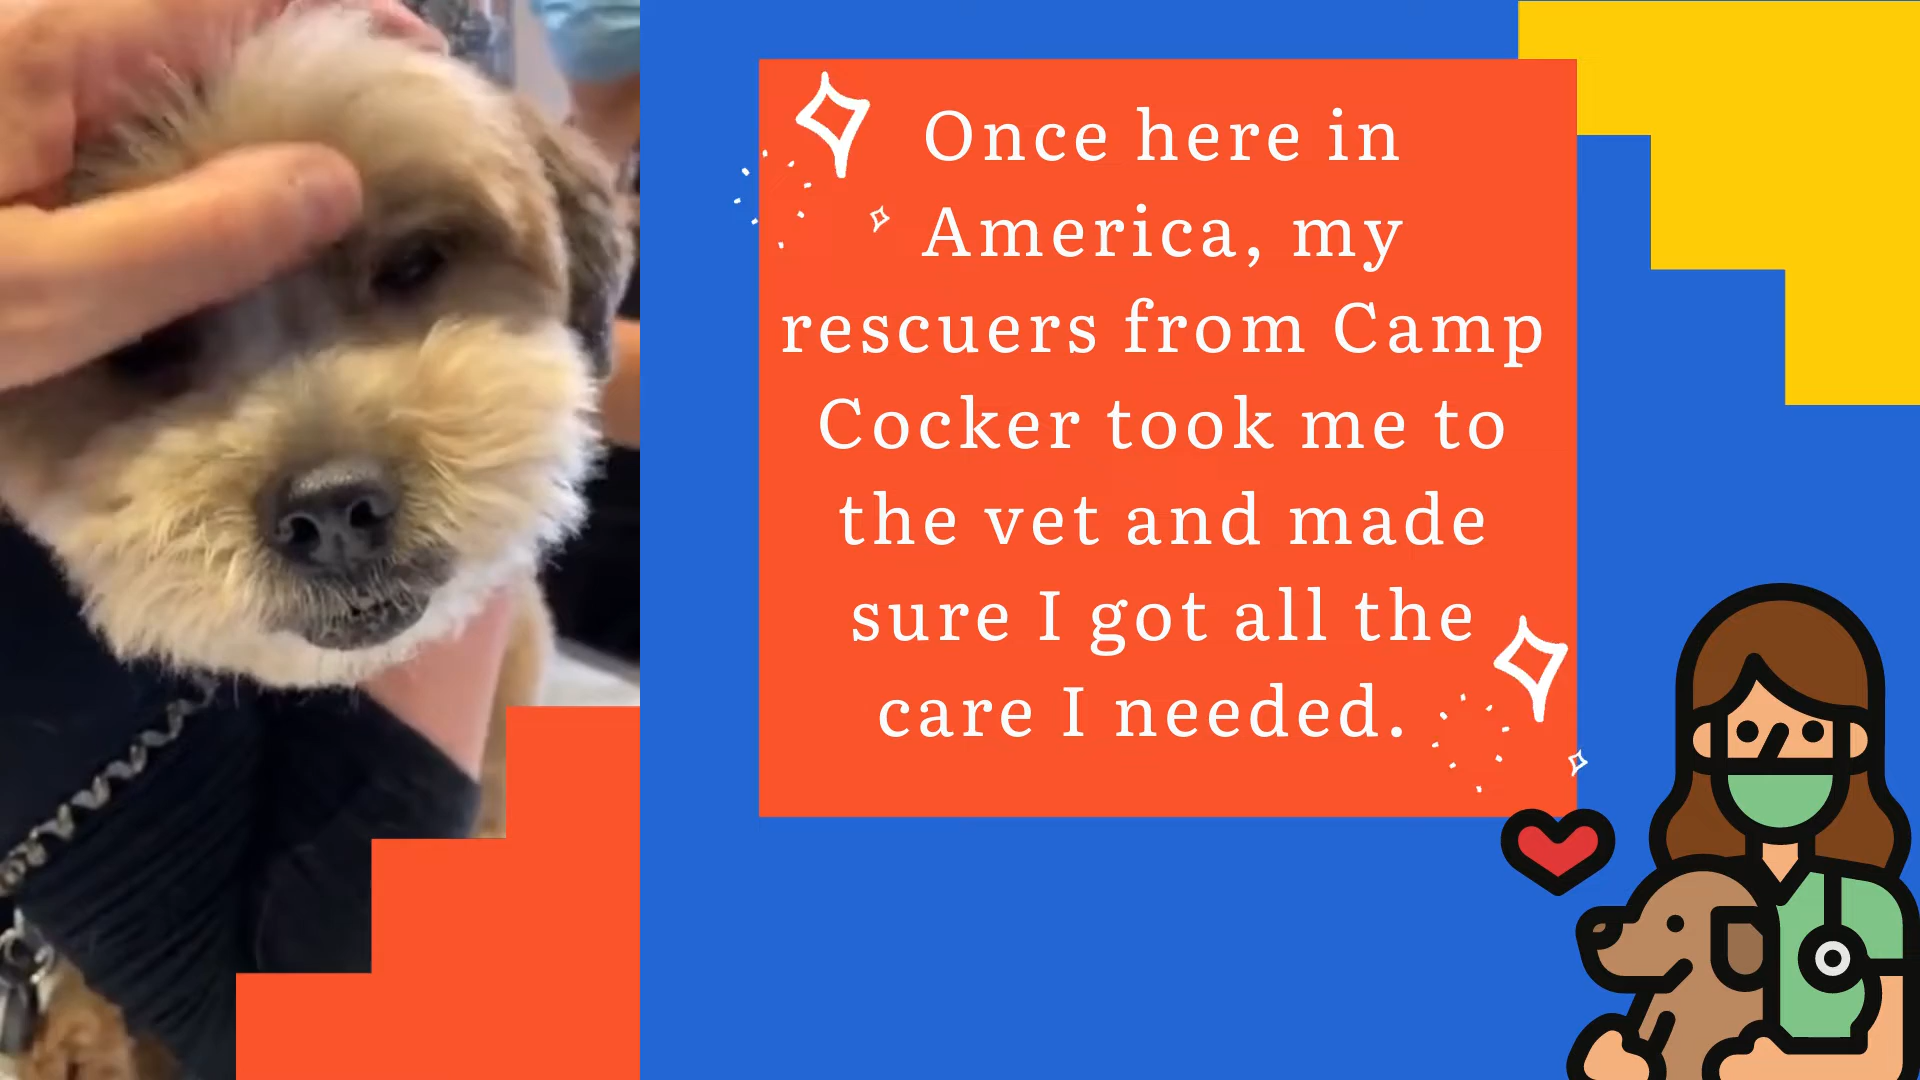 Once here in
America, my
rescuers from Camp
Cocker took me to
the vet and made
sure I got all the
care I needed.